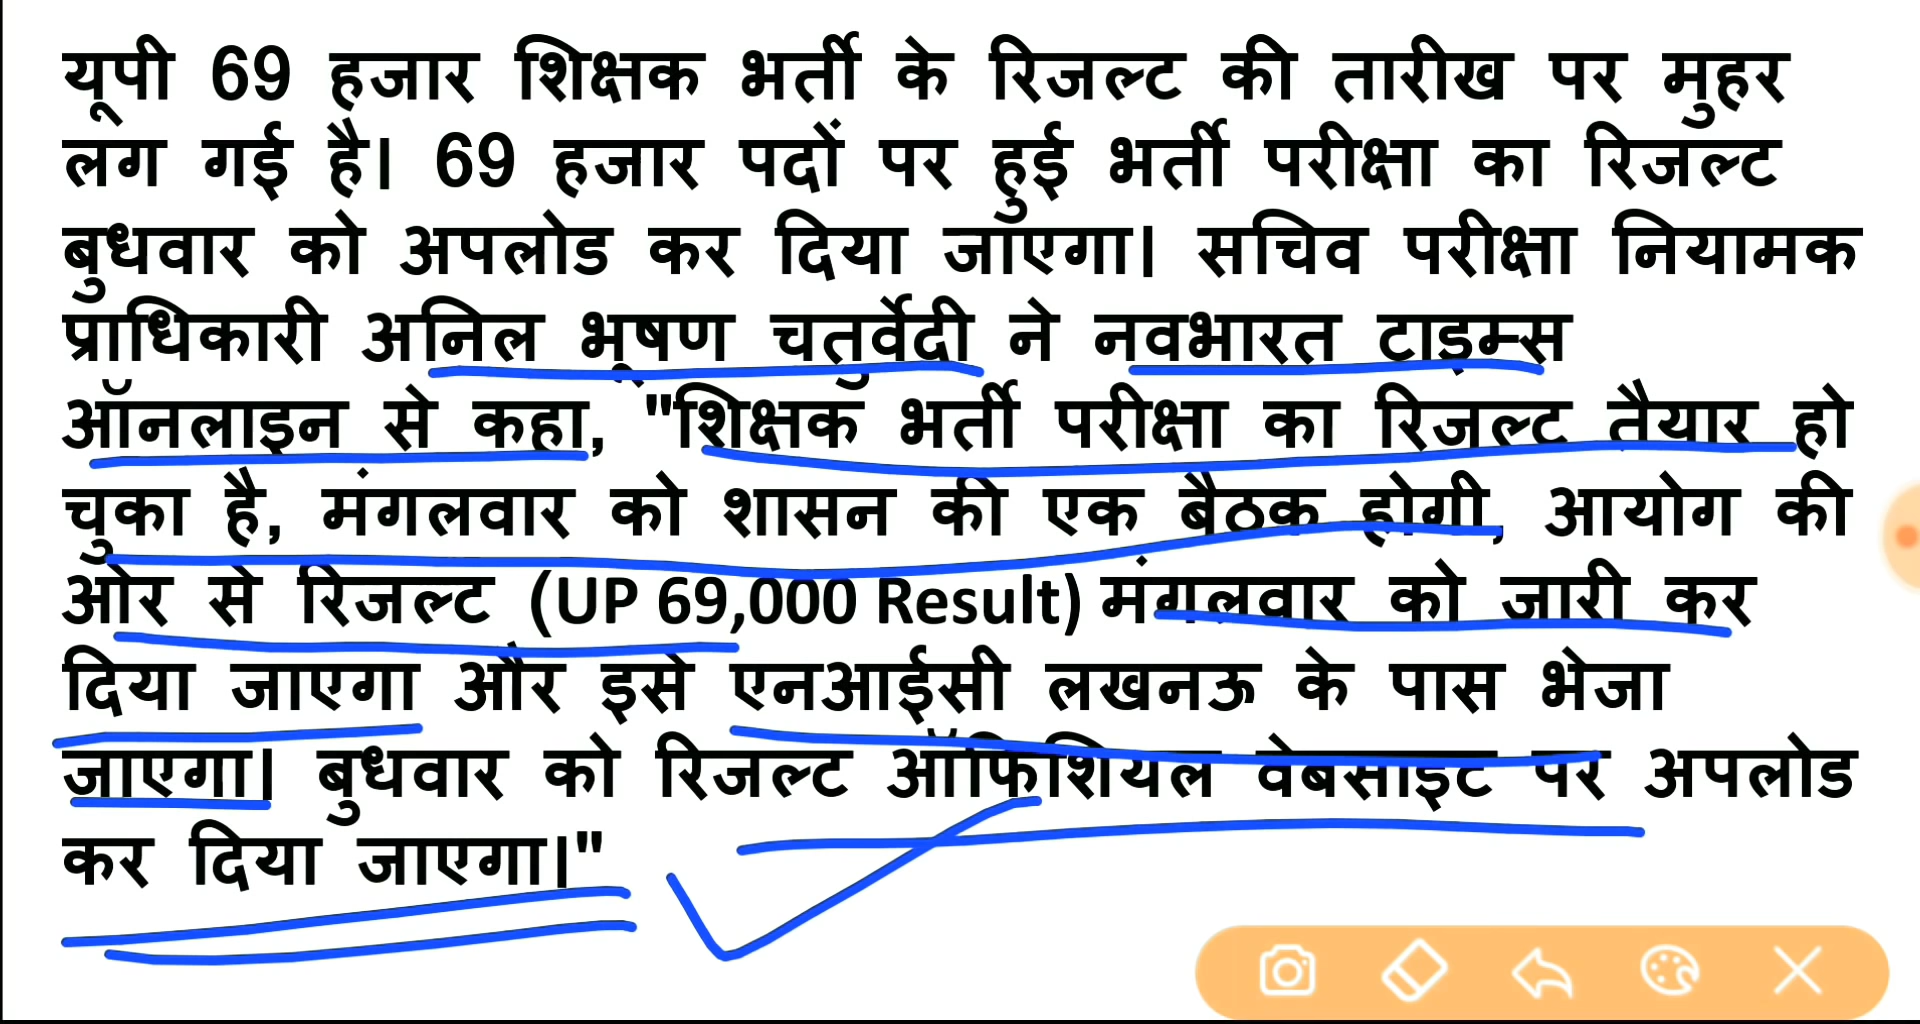 यूपी 69 हजार शिक्षक भर्ती के रिजल्ट की तारीख पर मुहर
लग गई है। 69 हजार पदों पर हुई भर्ती परीक्षा का रिजल्ट
बुधवार को अपलोड कर दिया जाएगा। सचिव परीक्षा नियामक
प्राधिकारी अनिल भूषण चतुर्वेदी ने नवभारत टाइम्स
ऑनलाइन से कहा, "शिक्षक भर्ती परीक्षा का रिजल्ट तैयार हो
चुका है, मंगलवार को शासन की एक बैठक होगी, आयोग की
ओर से रिजल्ट (UP 69,000 Result) मंगलवार को जारी कर
दिया जाएगा और इसे एनआईसी लखनऊ के पास भेजा
जाएगा। बुधवार को रिजल्ट ऑफिशियल वेबसाइट पर अपलोड
कर दिया जाएगा।"